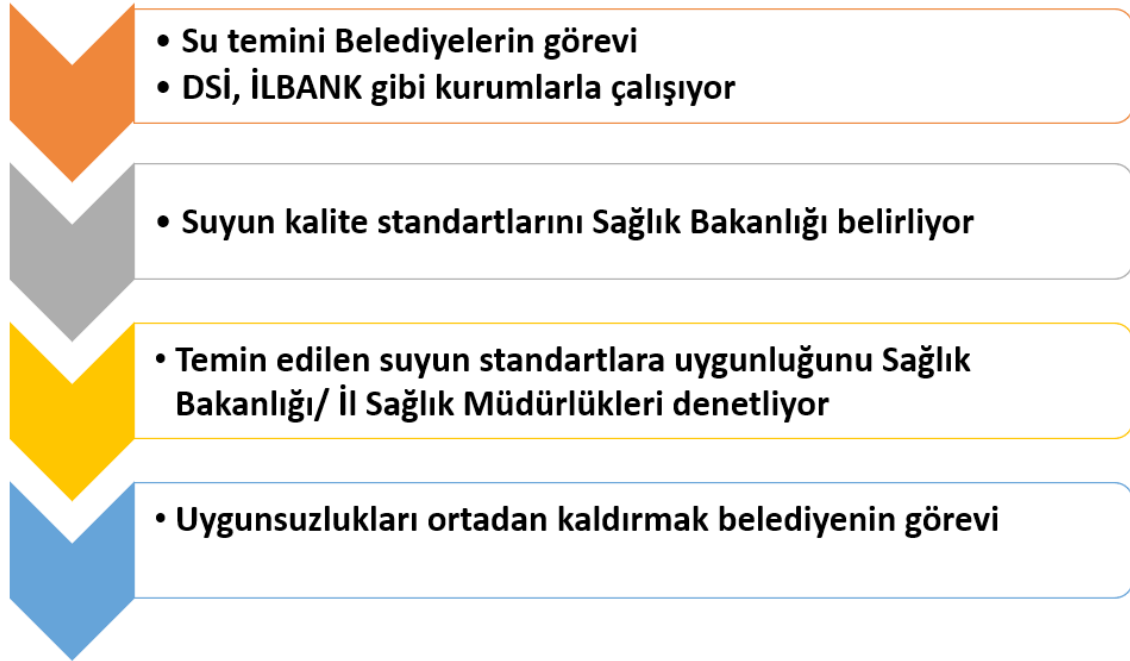 • Su temini Belediyelerin görevi
• DSİ, İLBANK gibi kurumlarla çalışıyor
• Suyun kalite standartlarını Sağlık Bakanlığı belirliyor
• Temin edilen suyun standartlara uygunluğunu Sağlık
Bakanlığı/ İl Sağlık Müdürlükleri denetliyor
• Uygunsuzlukları ortadan kaldırmak belediyenin görevi